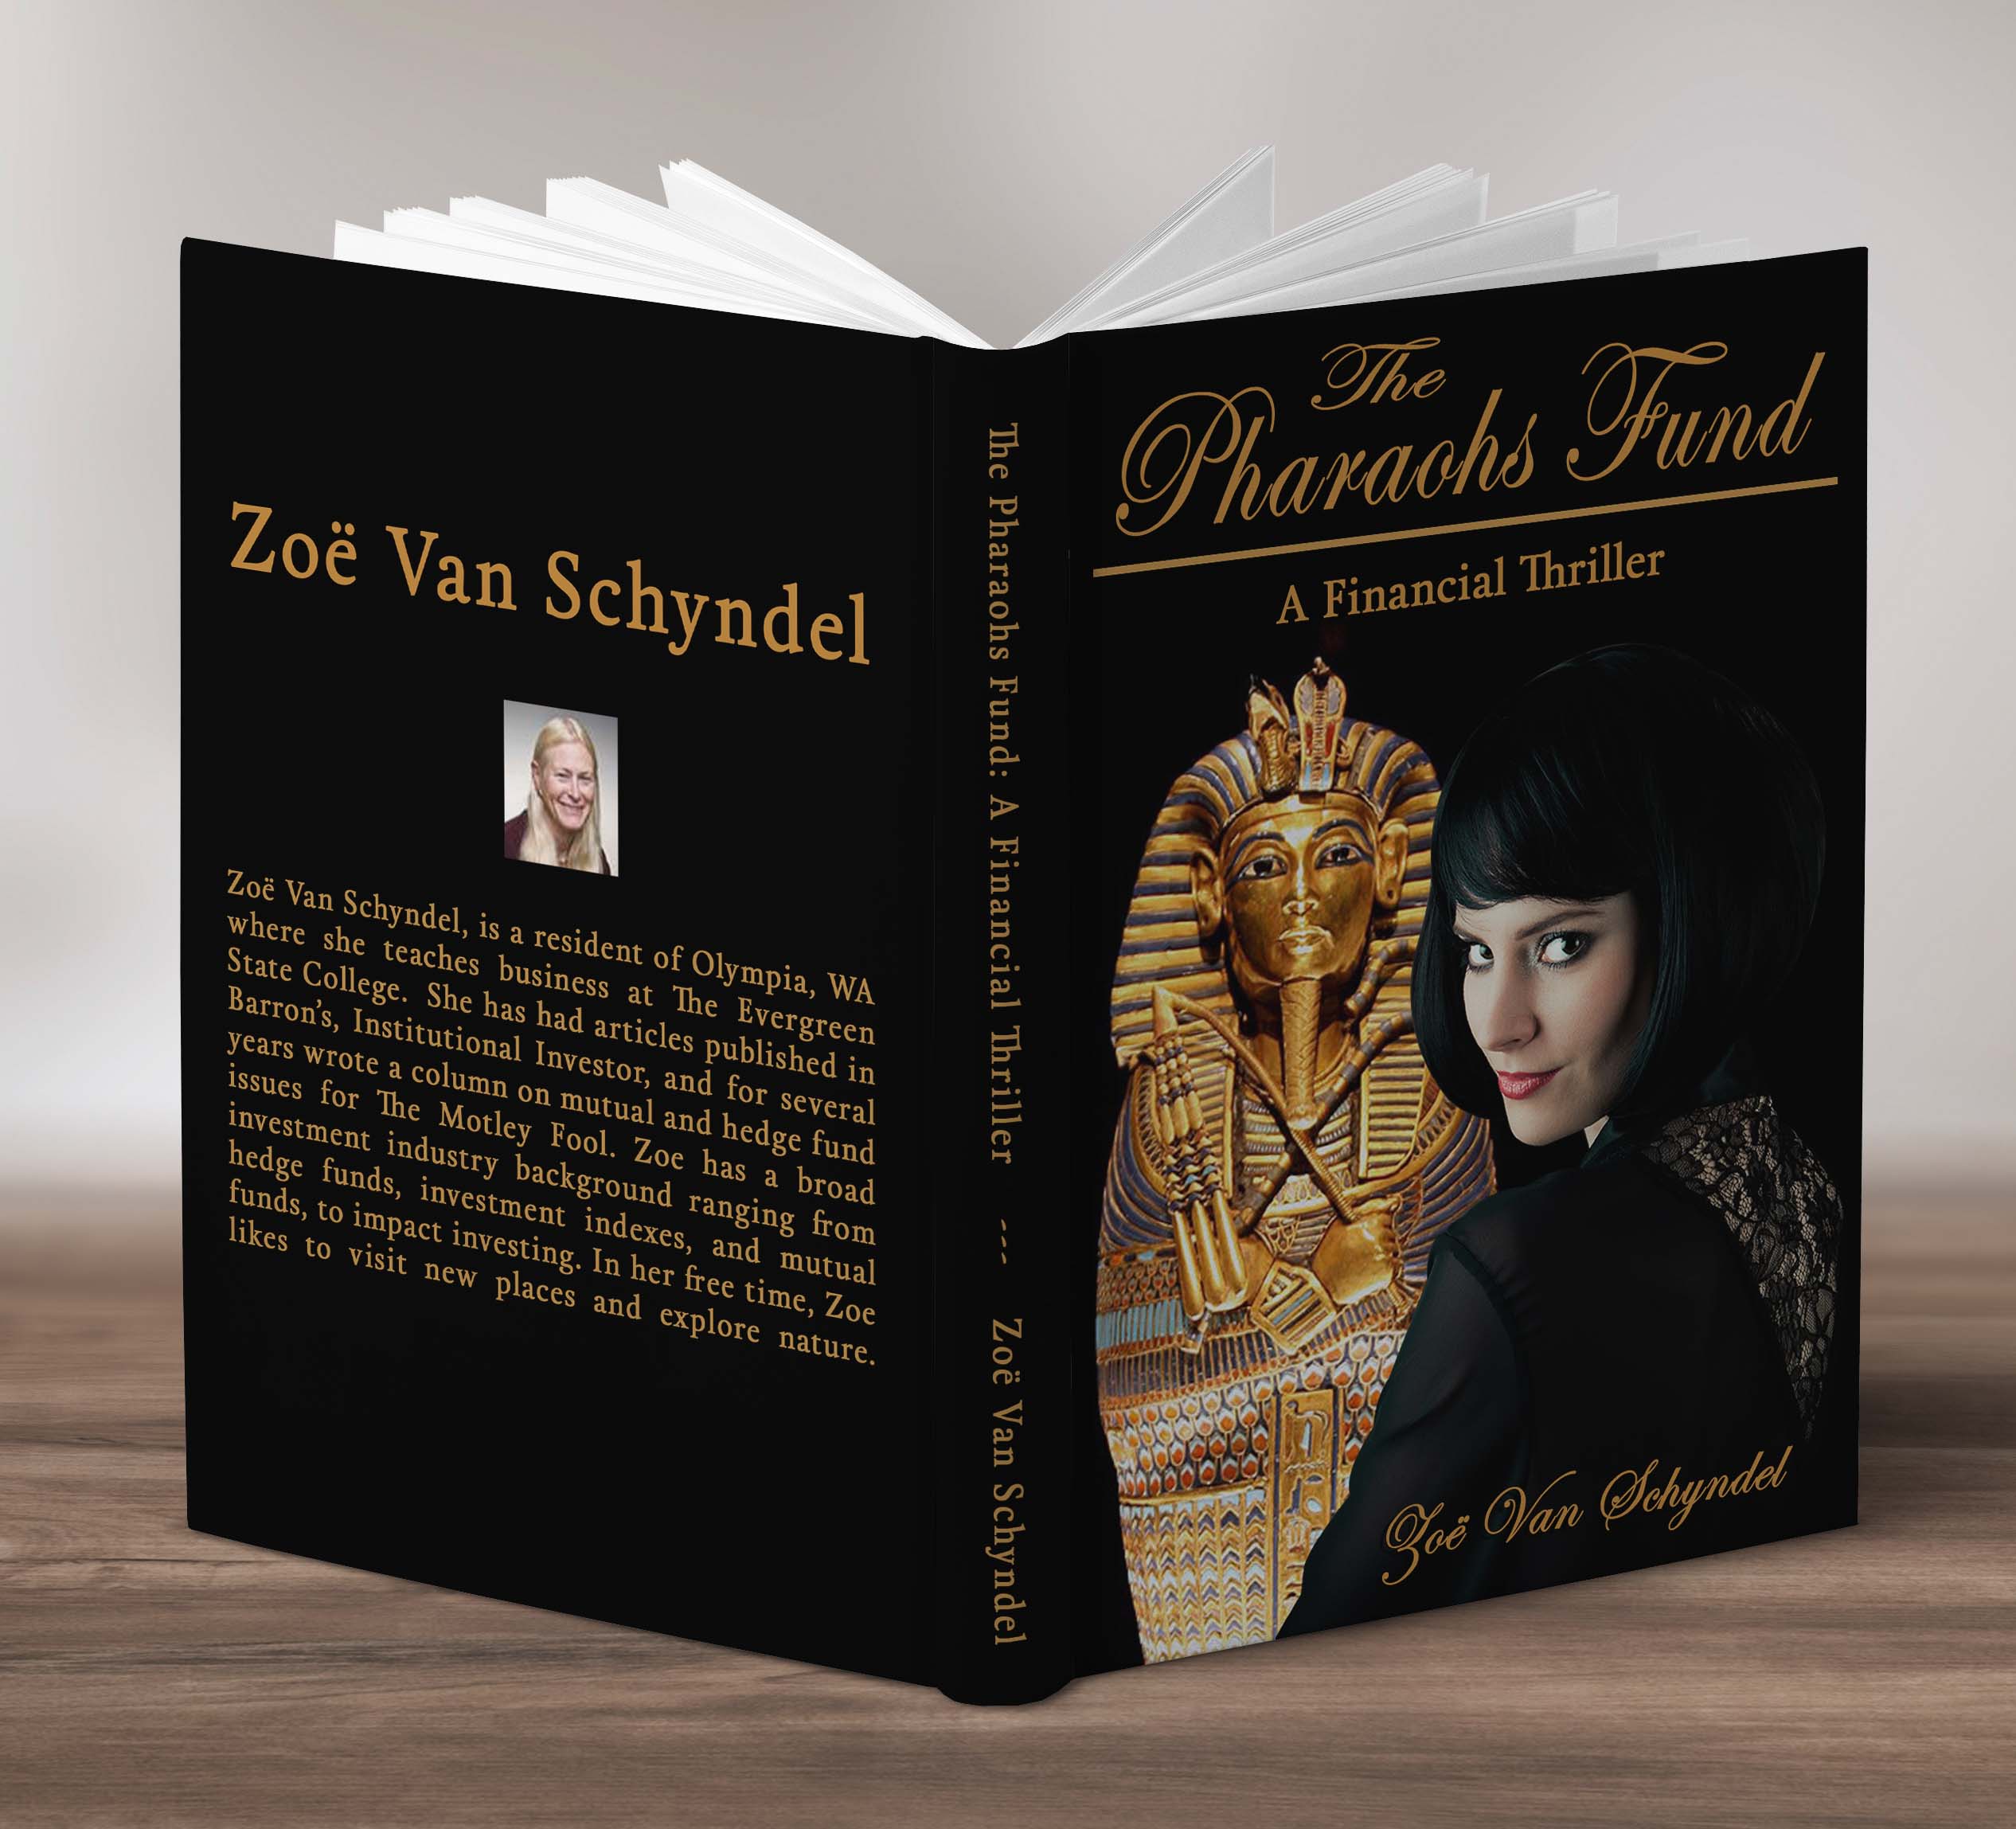 Zoë Van Schyndel
Zoë Van Schyndel, is a resident of Olympia, WA
where she teaches business at The Evergreen
State College. She has had articles published in
Barron’s, Institutional Investor, and for several
years wrote a column on mutual and hedge fund
issues for The Motley Fool. Zoe has a broad
investment industry background ranging from
hedge funds, investment indexes, and mutual
funds, to impact investing. In her free time, Zoe
likes to visit new places and explore nature.
The Pharaohs Fund: A Financial Thriller --- Zoë Van Schyndel
The
Pharaohs Fund
A Financial Thriller
Zoë Van Schyndel